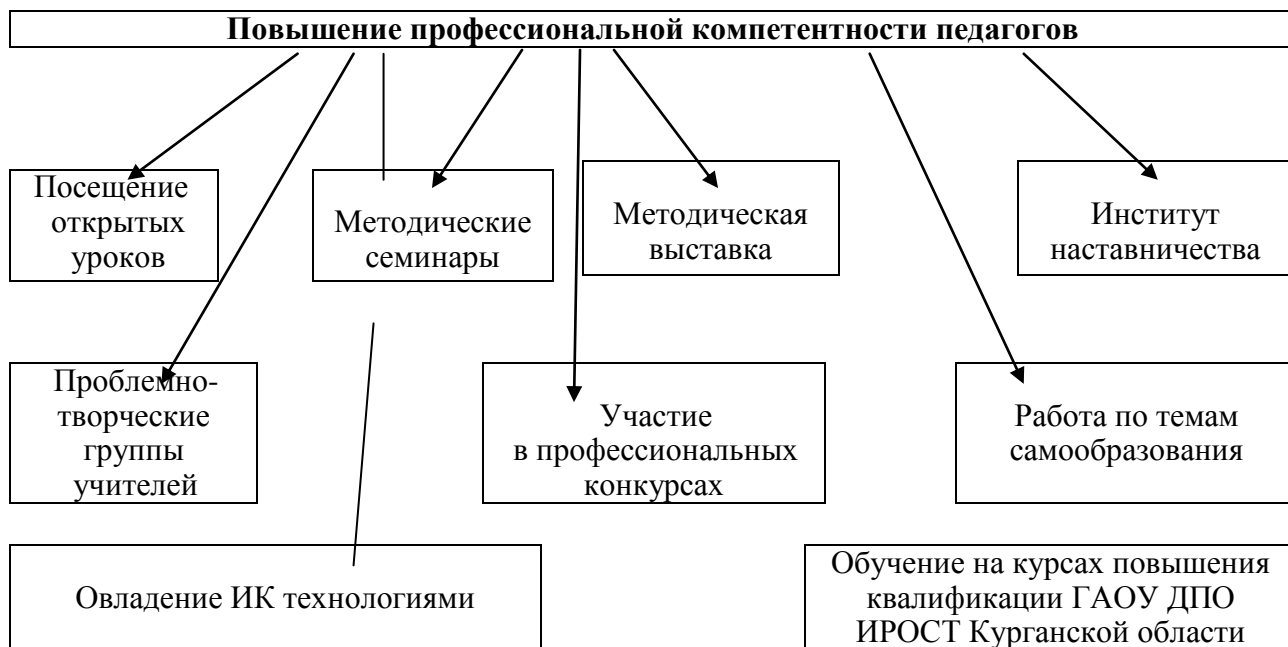 Повышение профессиональной компетентности педагогов
Посещение
открытых
уроков
Методические
семинары
Методическая
выставка
Институт
наставничества
Проблемно-
творческие
группы
учителей
Участие
в профессиональных
конкурсах
Работа по темам
самообразования
Овладение ИК технологиями
Обучение на курсах повышения
квалификации ГАОУ ДПО
ИРОСТ Курганской области